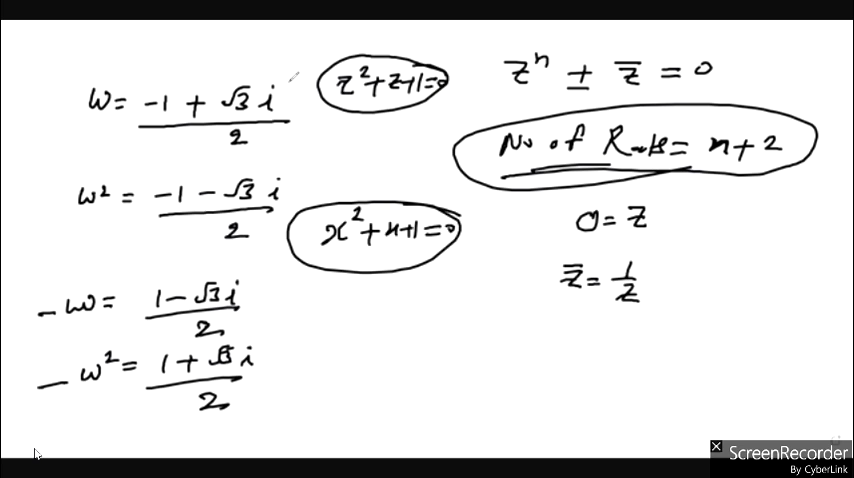 ω = (-1 + √3 i)/2
z² + z + 1 = 0
zⁿ ± z̄ = 0
No of Roots = n + 2
ω² = (-1 - √3 i)/2
x² + x + 1 = 0
0 = z
z̄ = 1/z
-ω = (1 - √3 i)/2
-ω² = (1 + √3 i)/2
ScreenRecorder
By CyberLink